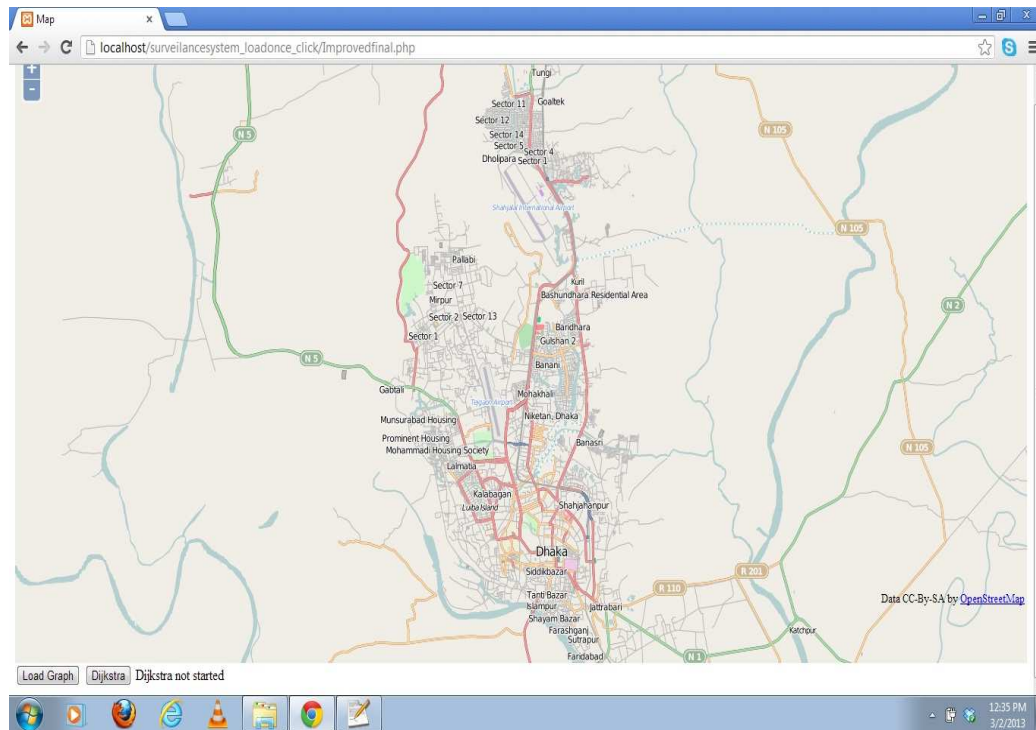 Map
localhost/surveilancesystem_loadonce_click/Improvedfinal.php
+
-
Tungi
Sector 11
Goaltek
Sector 12
N 5
N 105
Sector 14
Sector 5
Sector 4
Dholipara
Sector 1
Shahjalal International Airport
N 105
Pallabi
Sector 7
Kuril
Mirpur
Bashundhara Residential Area
N 2
Sector 2
Sector 13
Baridhara
Sector 1
Gulshan 2
N 5
Banani
Gabtali
Mohakhali
Tejgaon Airport
Munsurabad Housing
Niketan, Dhaka
Prominent Housing
Banasri
Mohammadi Housing Society
N 105
Lalmatia
Kalabagan
Luba Island
Shahjahanpur
Dhaka
Siddikbazar
R 201
R 110
Tanti Bazar
Data CC-By-SA by OpenStreetMap
Islampur
Jattrabari
Shayam Bazar
Farashganj
Katchpur
Sutrapur
Faridabad
N 1
Load Graph
Dijkstra
Dijkstra not started
12:35 PM
3/2/2013